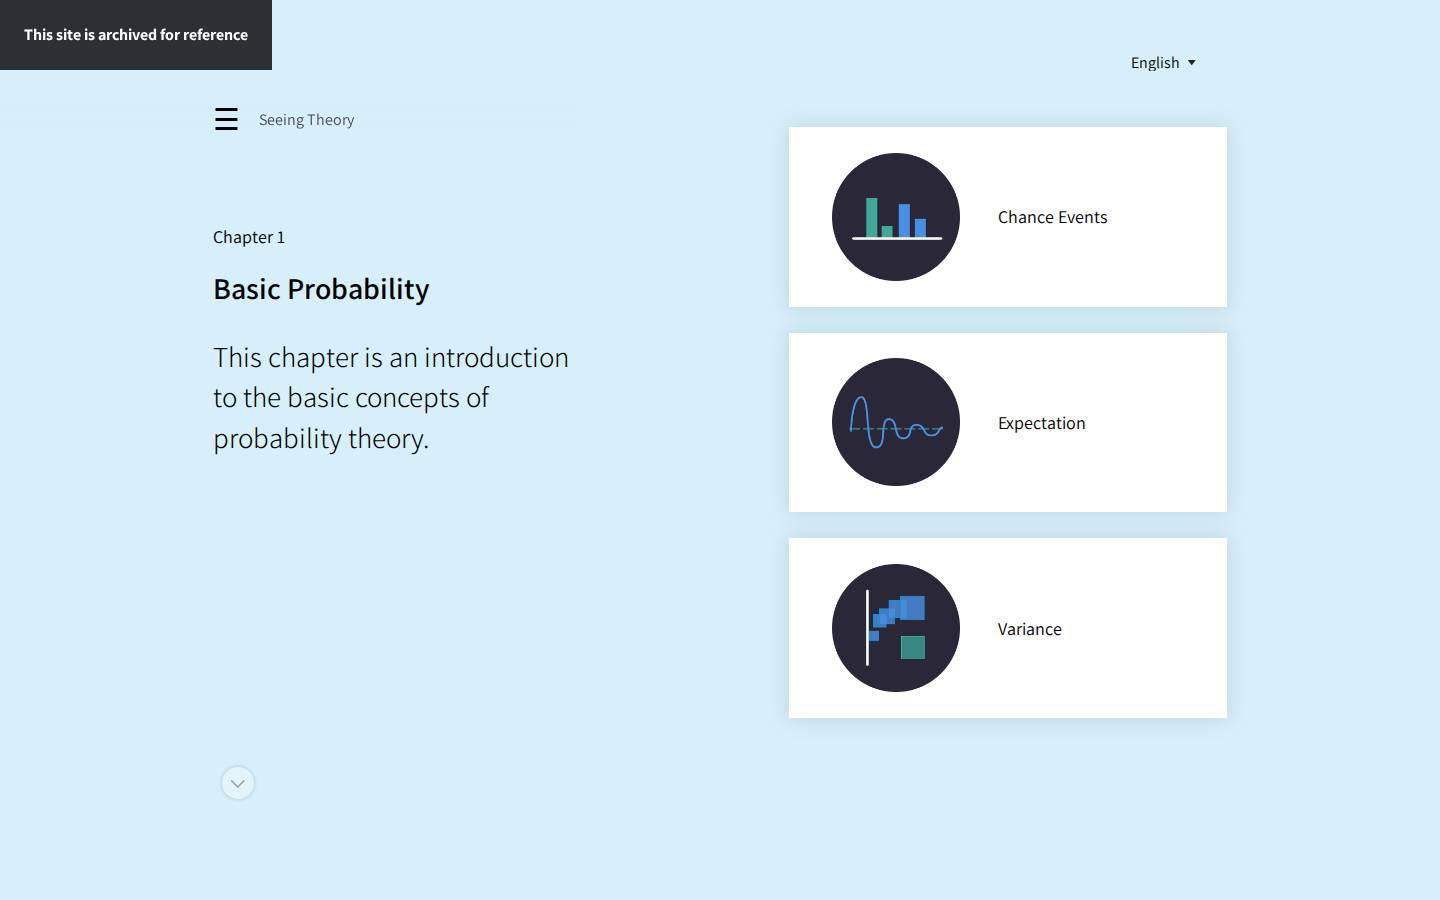 This site is archived for reference
English
Seeing Theory
Chapter 1
Basic Probability
This chapter is an introduction
to the basic concepts of
probability theory.
Chance Events
Expectation
Variance